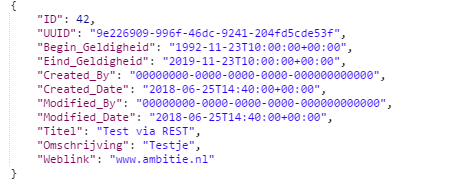 {
"ID": 42,
"UUID": "9e226909-996f-46dc-9241-204fd5cde53f",
"Begin_Geldigheid": "1992-11-23T10:00:00+00:00",
"Eind_Geldigheid": "2019-11-23T10:00:00+00:00",
"Created_By": "00000000-0000-0000-0000-000000000000",
"Created_Date": "2018-06-25T14:40:00+00:00",
"Modified_By": "00000000-0000-0000-0000-000000000000",
"Modified_Date": "2018-06-25T14:40:00+00:00",
"Titel": "Test via REST",
"Omschrijving": "Testje",
"Weblink": "www.ambitie.nl"
}